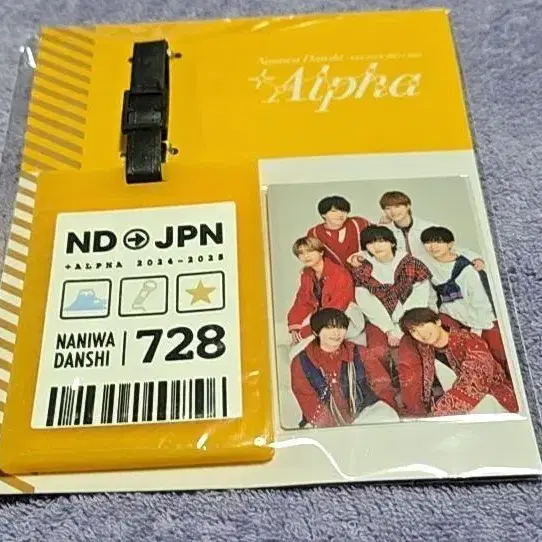 Naniwa Danshi
+Alpha
ND → JPN
+ALPHA 2024-2025
NANIWA
DANSHI
728